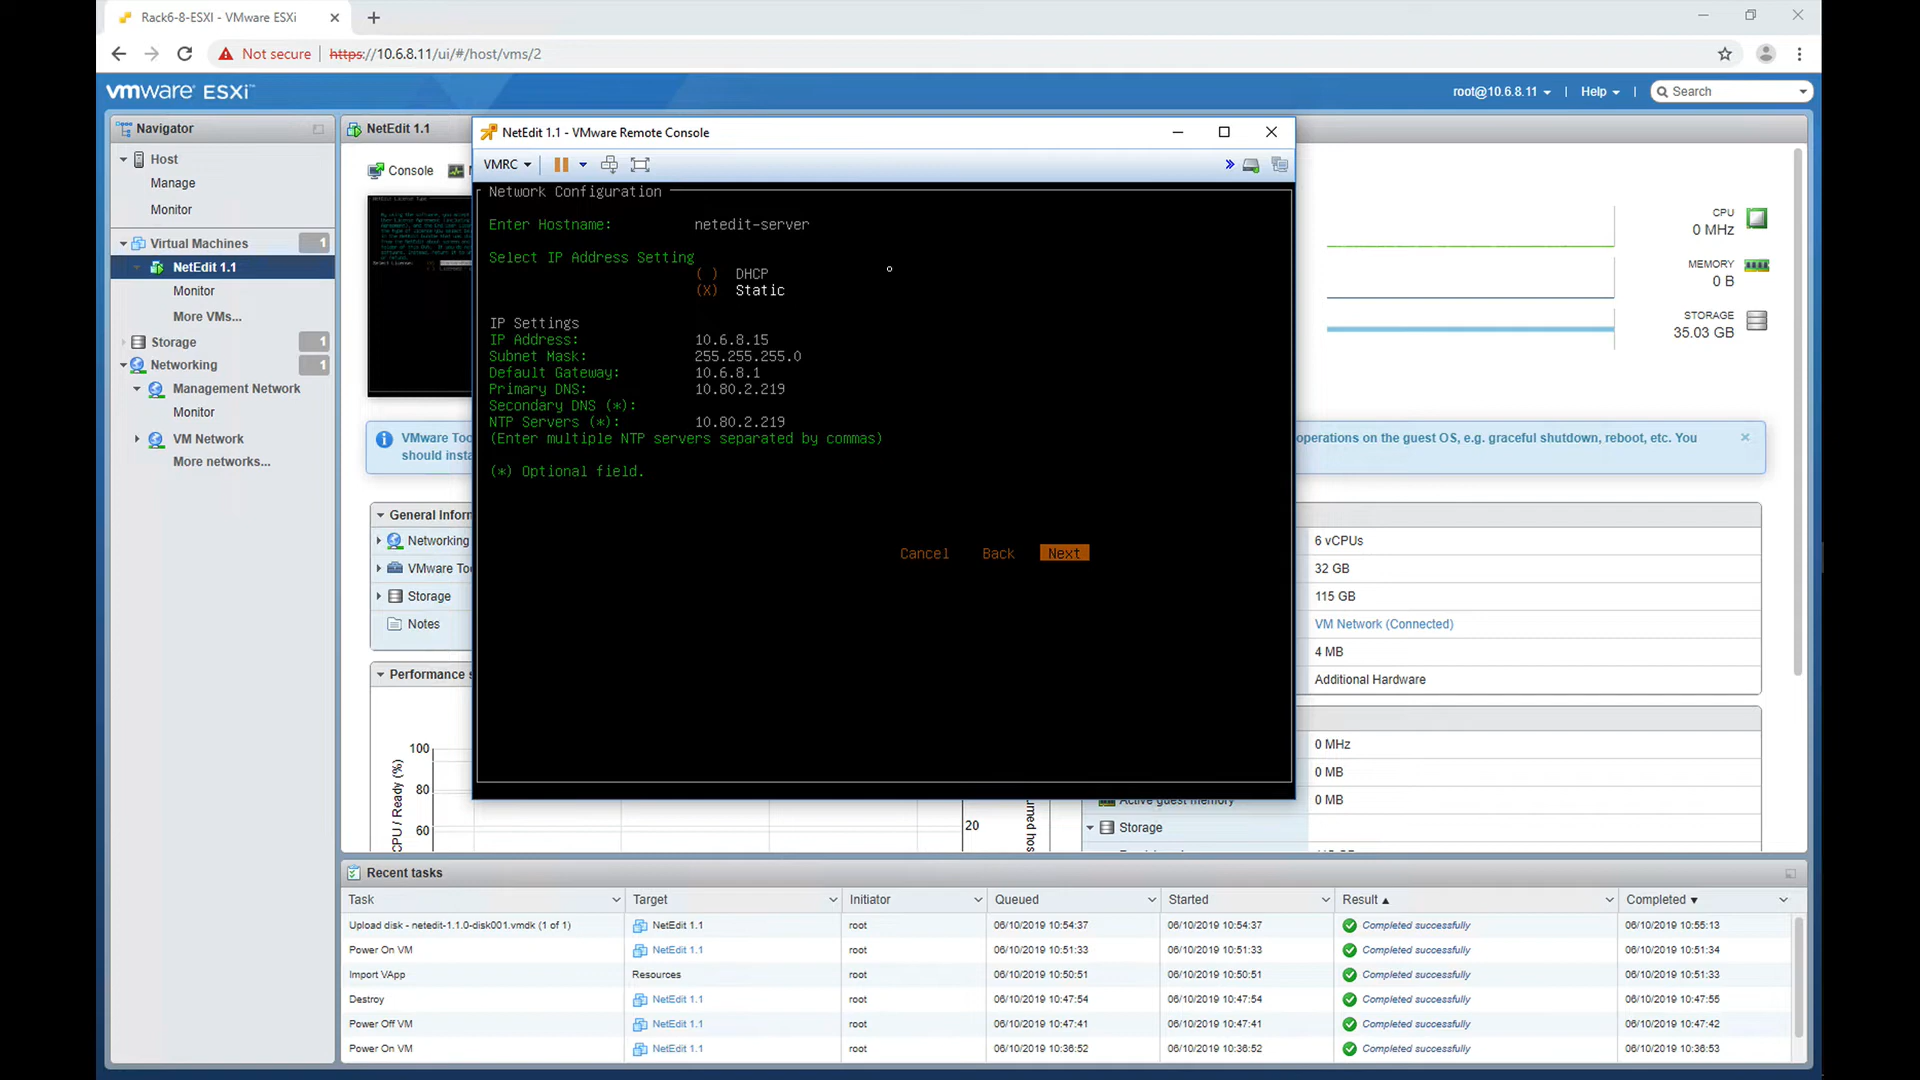 Rack6-8-ESXI - VMware ESXi
Not secure | https://10.6.8.11/ui/#/host/vms/2
vmware ESXi
root@10.6.8.11 | Help | Search
Navigator
Host
Manage
Monitor
Virtual Machines 1
NetEdit 1.1
Monitor
More VMs...
Storage 1
Networking 1
Management Network
Monitor
VM Network
More networks...
NetEdit 1.1
Console
NetEdit 1.1 - VMware Remote Console
VMRC
Network Configuration
Enter Hostname: netedit-server
Select IP Address Setting
( ) DHCP
(X) Static
IP Settings
IP Address: 10.6.8.15
Subnet Mask: 255.255.255.0
Default Gateway: 10.6.8.1
Primary DNS: 10.80.2.219
Secondary DNS (*):
NTP Servers (*): 10.80.2.219
(Enter multiple NTP servers separated by commas)
(*) Optional field.
Cancel Back Next
CPU
0 MHz
MEMORY
0 B
STORAGE
35.03 GB
VMware Too
should insta
operations on the guest OS, e.g. graceful shutdown, reboot, etc. You
General Inforn
Networking
VMware Too
Storage
Notes
6 vCPUs
32 GB
115 GB
VM Network (Connected)
4 MB
Additional Hardware
Performance s
100
80
60
CPU / Ready (%)
20
umed hos
0 MHz
0 MB
Active guest memory 0 MB
Storage
Recent tasks
Task Target Initiator Queued Started Result Completed
Upload disk - netedit-1.1.0-disk001.vmdk (1 of 1) NetEdit 1.1 root 06/10/2019 10:54:37 06/10/2019 10:54:37 Completed successfully 06/10/2019 10:55:13
Power On VM NetEdit 1.1 root 06/10/2019 10:51:33 06/10/2019 10:51:33 Completed successfully 06/10/2019 10:51:34
Import VApp Resources root 06/10/2019 10:50:51 06/10/2019 10:50:51 Completed successfully 06/10/2019 10:51:33
Destroy NetEdit 1.1 root 06/10/2019 10:47:54 06/10/2019 10:47:54 Completed successfully 06/10/2019 10:47:55
Power Off VM NetEdit 1.1 root 06/10/2019 10:47:41 06/10/2019 10:47:41 Completed successfully 06/10/2019 10:47:42
Power On VM NetEdit 1.1 root 06/10/2019 10:36:52 06/10/2019 10:36:52 Completed successfully 06/10/2019 10:36:53